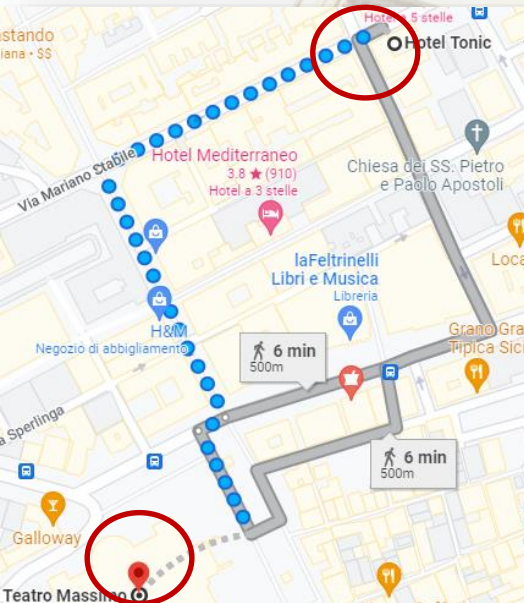 Hotel a 5 stelle
Hotel Tonic
astando
iana • $$
Via Mariano Stabile
Hotel Mediterraneo
3.8 ★ (910)
Hotel a 3 stelle
Chiesa dei SS. Pietro
e Paolo Apostoli
laFeltrinelli
Libri e Musica
Libreria
Loca
H&M
Negozio di abbigliamento
6 min
500m
Grano Gra
Tipica Sici
a Sperlinga
6 min
500m
Galloway
Teatro Massimo